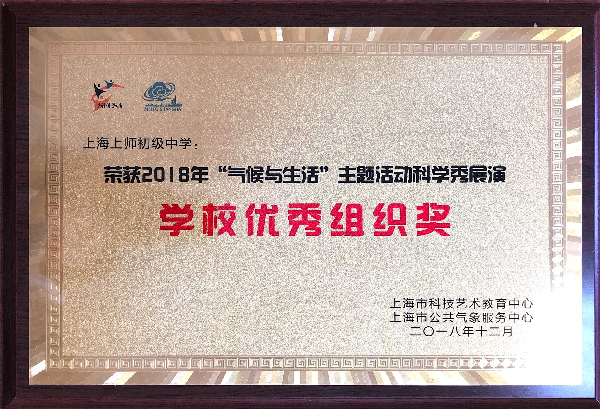 上海上师初级中学：
荣获2018年“气候与生活”主题活动科学秀展演
学校优秀组织奖
上海市科技艺术教育中心
上海市公共气象服务中心
二〇一八年十二月